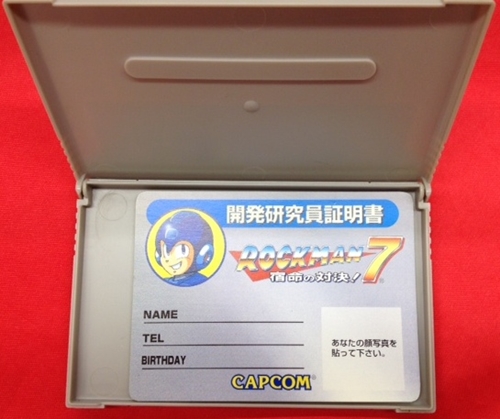 開発研究員証明書
ROCKMAN 7
宿命の対決!
NAME
TEL
BIRTHDAY
あなたの顔写真を
貼って下さい。
CAPCOM®